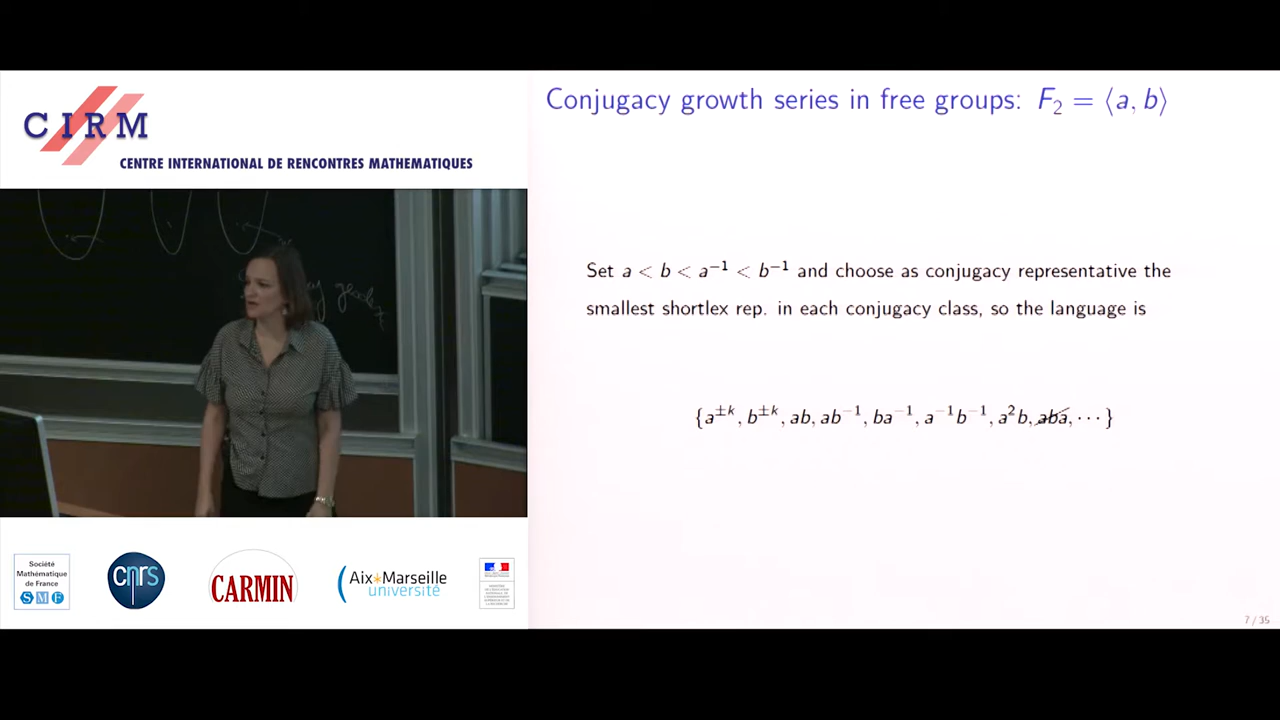 CIRM
CENTRE INTERNATIONAL DE RENCONTRES MATHEMATIQUES
Conjugacy growth series in free groups: F₂ = ⟨a, b⟩
Set a < b < a⁻¹ < b⁻¹ and choose as conjugacy representative the
smallest shortlex rep. in each conjugacy class, so the language is
{a^{±k}, b^{±k}, ab, ab⁻¹, ba⁻¹, a⁻¹b⁻¹, a²b, aba, ⋯}
Société
Mathématique
de France
SMF
cnrs
CARMIN
Aix*Marseille
université
7 / 35